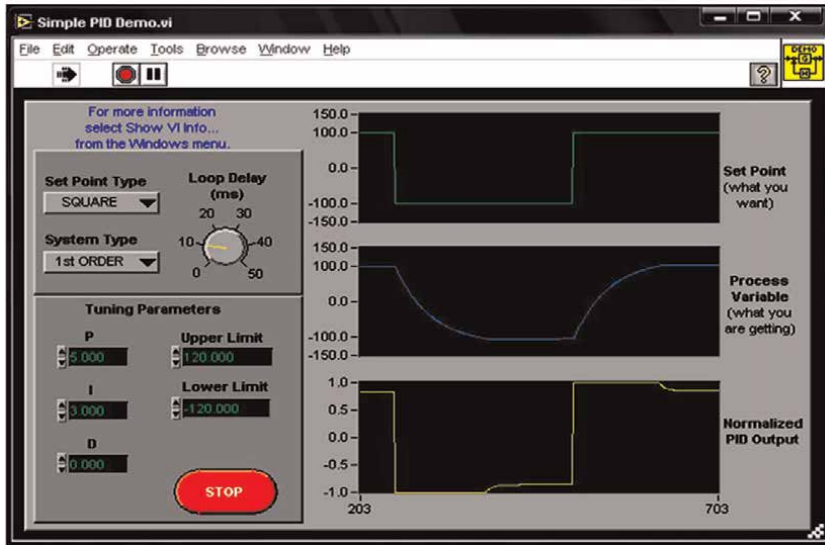 Simple PID Demo.vi
File Edit Operate Tools Browse Window Help
DEMO
G
H
?
For more information
select Show VI Info...
from the Windows menu.
Set Point Type
SQUARE
System Type
1st ORDER
Loop Delay
(ms)
20 30
10 40
0 50
Tuning Parameters
P
5.000
I
3.000
D
0.000
Upper Limit
120.000
Lower Limit
-120.000
STOP
150.0
100.0
0.0
-100.0
-150.0
Set Point
(what you
want)
150.0
100.0
0.0
-100.0
-150.0
Process
Variable
(what you
are getting)
1.0
0.5
0.0
-0.5
-1.0
203 703
Normalized
PID Output